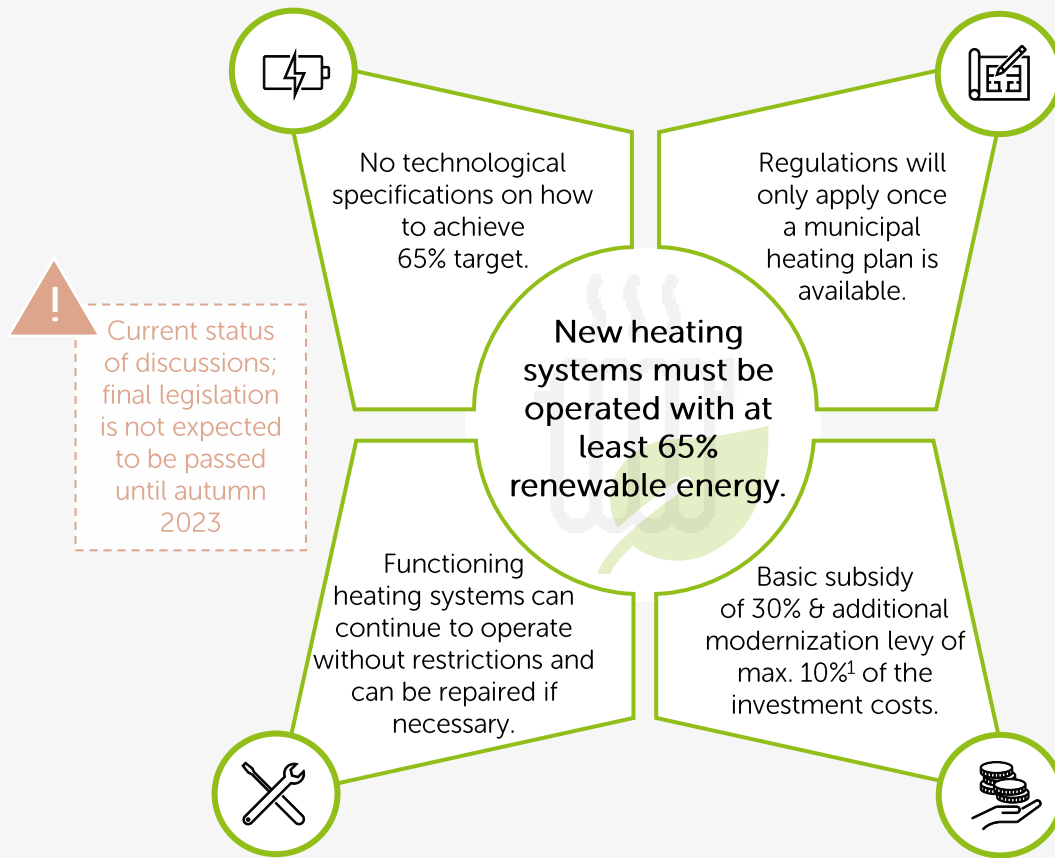 No technological
specifications on how
to achieve
65% target.
Regulations will
only apply once
a municipal
heating plan is
available.
!
Current status
of discussions;
final legislation
is not expected
to be passed
until autumn
2023
New heating
systems must be
operated with at
least 65%
renewable energy.
Functioning
heating systems can
continue to operate
without restrictions and
can be repaired if
necessary.
Basic subsidy
of 30% & additional
modernization levy of
max. 10%¹ of the
investment costs.